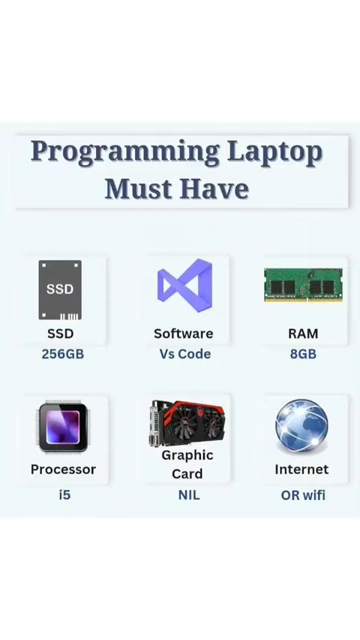 Programming Laptop
Must Have
SSD
SSD
256GB
Software
Vs Code
RAM
8GB
Processor
i5
Graphic
Card
NIL
Internet
OR wifi